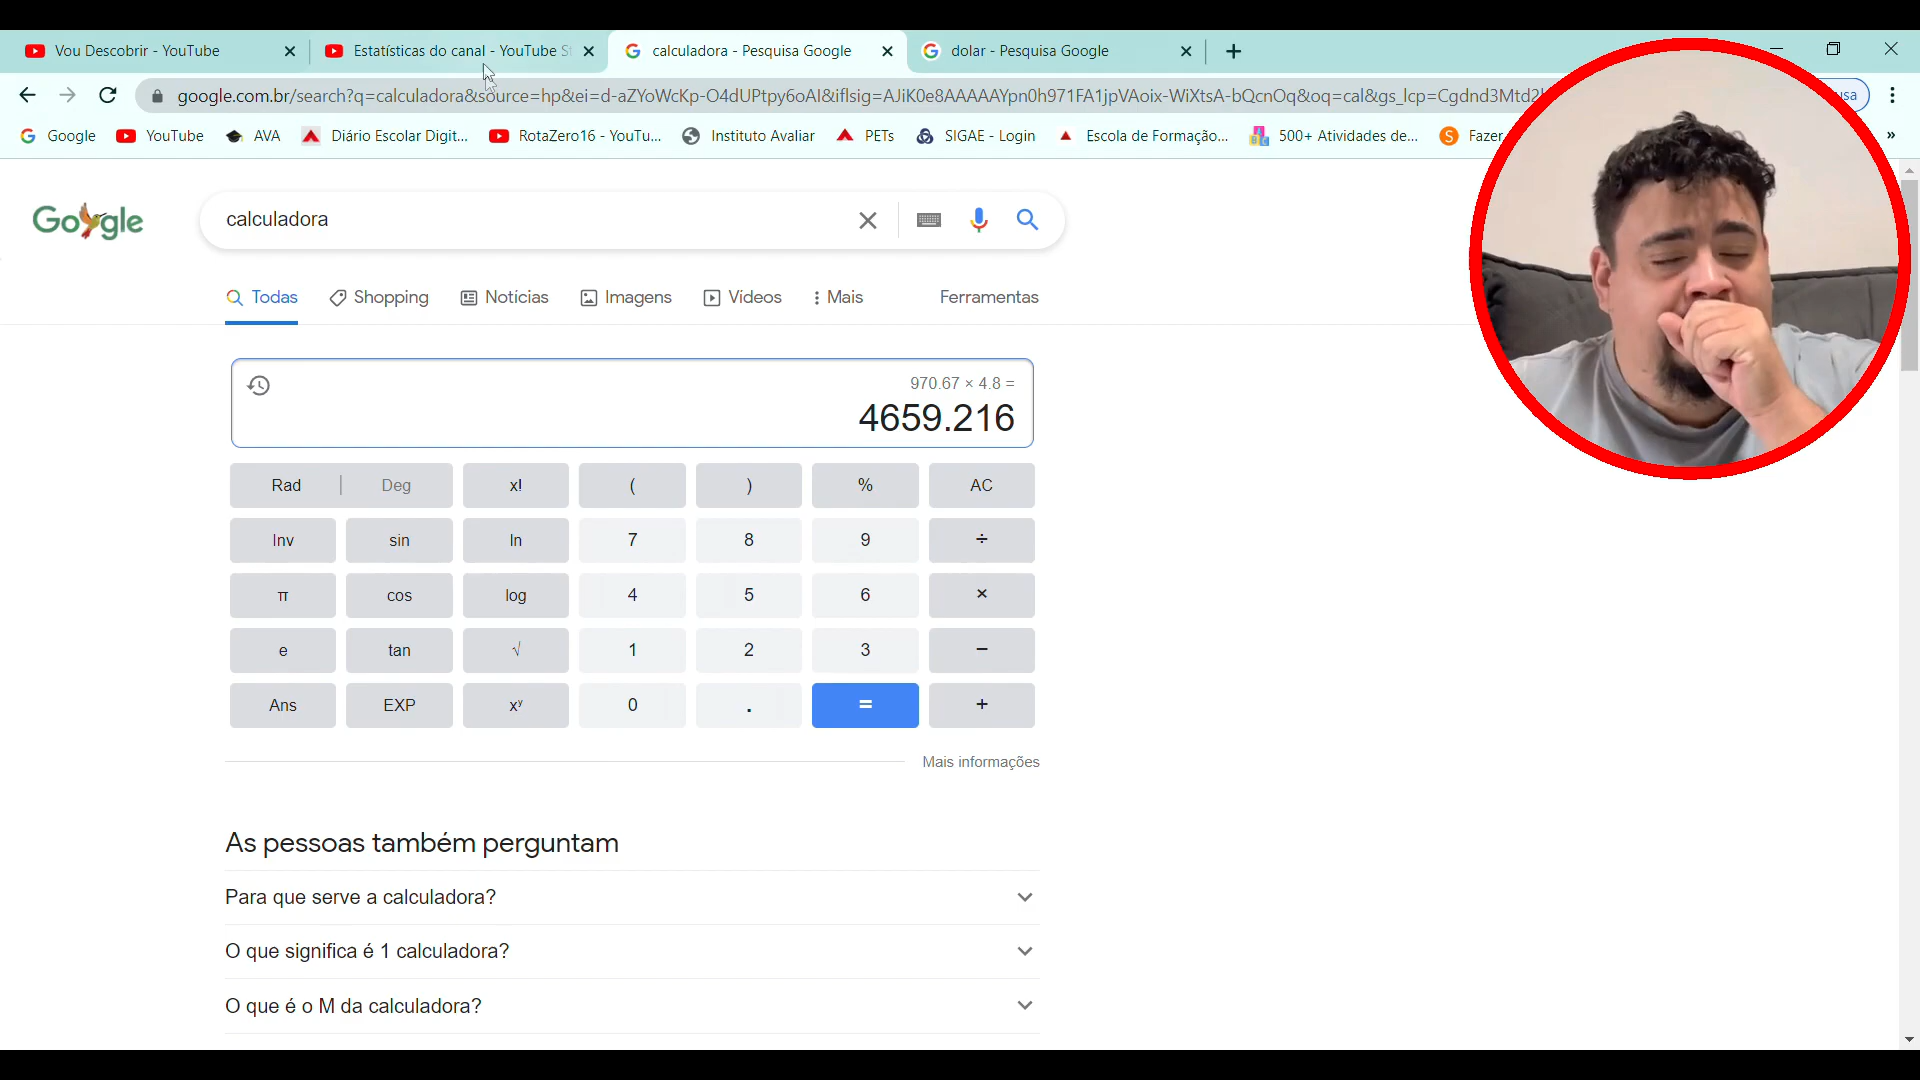 Vou Descobrir - YouTube
Estatísticas do canal - YouTube S
calculadora - Pesquisa Google
dolar - Pesquisa Google
google.com.br/search?q=calculadora&source=hp&ei=d-aZYoWcKp-O4dUPtpy6oAI&iflsig=AJiK0e8AAAAAYpn0h971FA1jpVAoix-WiXtsA-bQcnOq&oq=cal&gs_lcp=Cgdnd3Mtd2
Google
YouTube
AVA
Diário Escolar Digit...
RotaZero16 - YouTu...
Instituto Avaliar
PETs
SIGAE - Login
Escola de Formação...
500+ Atividades de...
Fazer
»
Google
calculadora
Todas
Shopping
Notícias
Imagens
Vídeos
Mais
Ferramentas
970.67 × 4.8 =
4659.216
Rad | Deg x! ( ) % AC
Inv sin ln 7 8 9 ÷
π cos log 4 5 6 ×
e tan √ 1 2 3 −
Ans EXP xʸ 0 . = +
Mais informações
As pessoas também perguntam
Para que serve a calculadora?
O que significa é 1 calculadora?
O que é o M da calculadora?